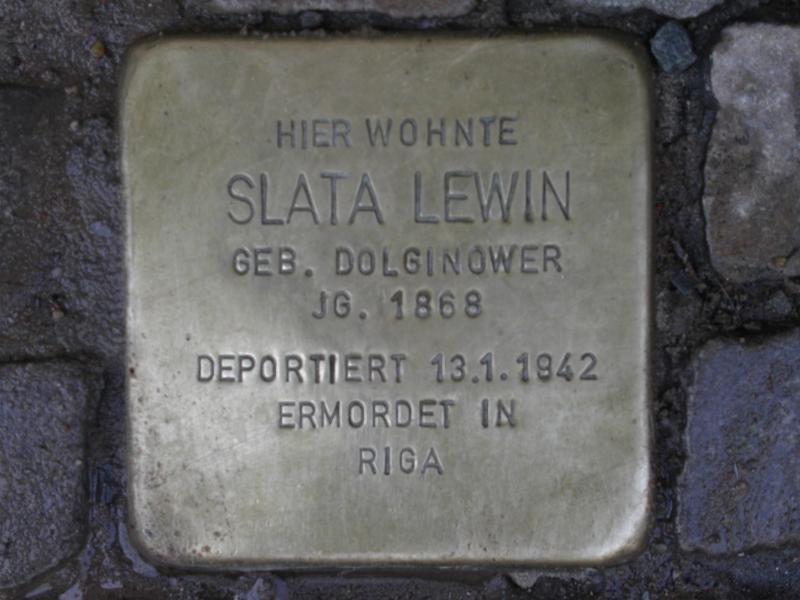 HIER WOHNTE
SLATA LEWIN
GEB. DOLGINOWER
JG. 1868
DEPORTIERT 13.1.1942
ERMORDET IN
RIGA